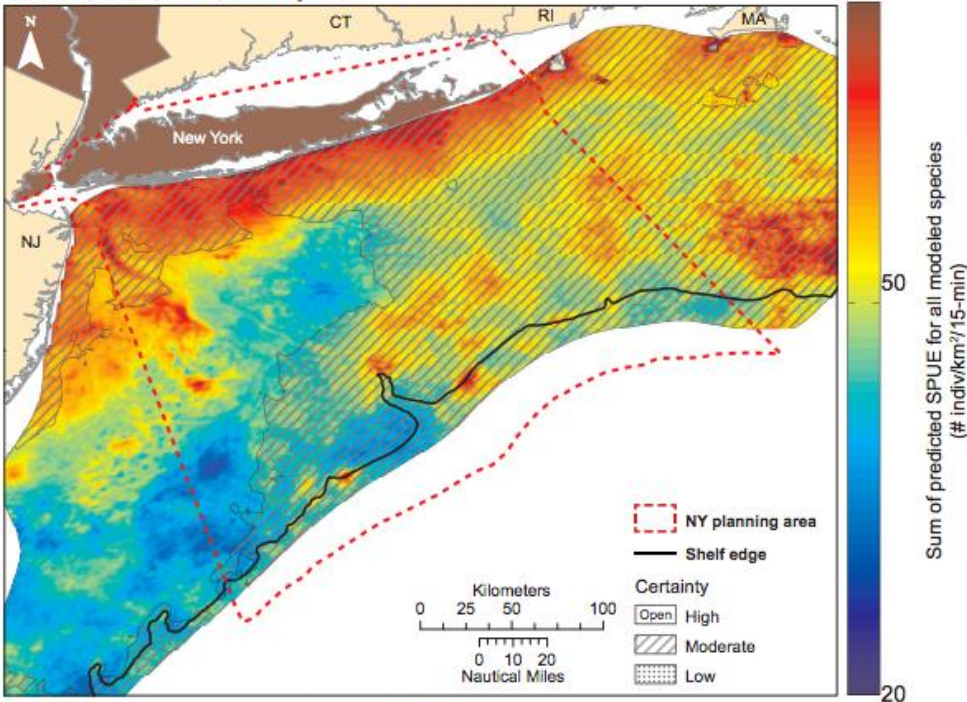 N
CT
RI
MA
New York
NJ
50
20
Sum of predicted SPUE for all modeled species
(# indiv/km²/15-min)
NY planning area
Shelf edge
Certainty
Open High
Moderate
Low
Kilometers
0 25 50 100
0 10 20
Nautical Miles